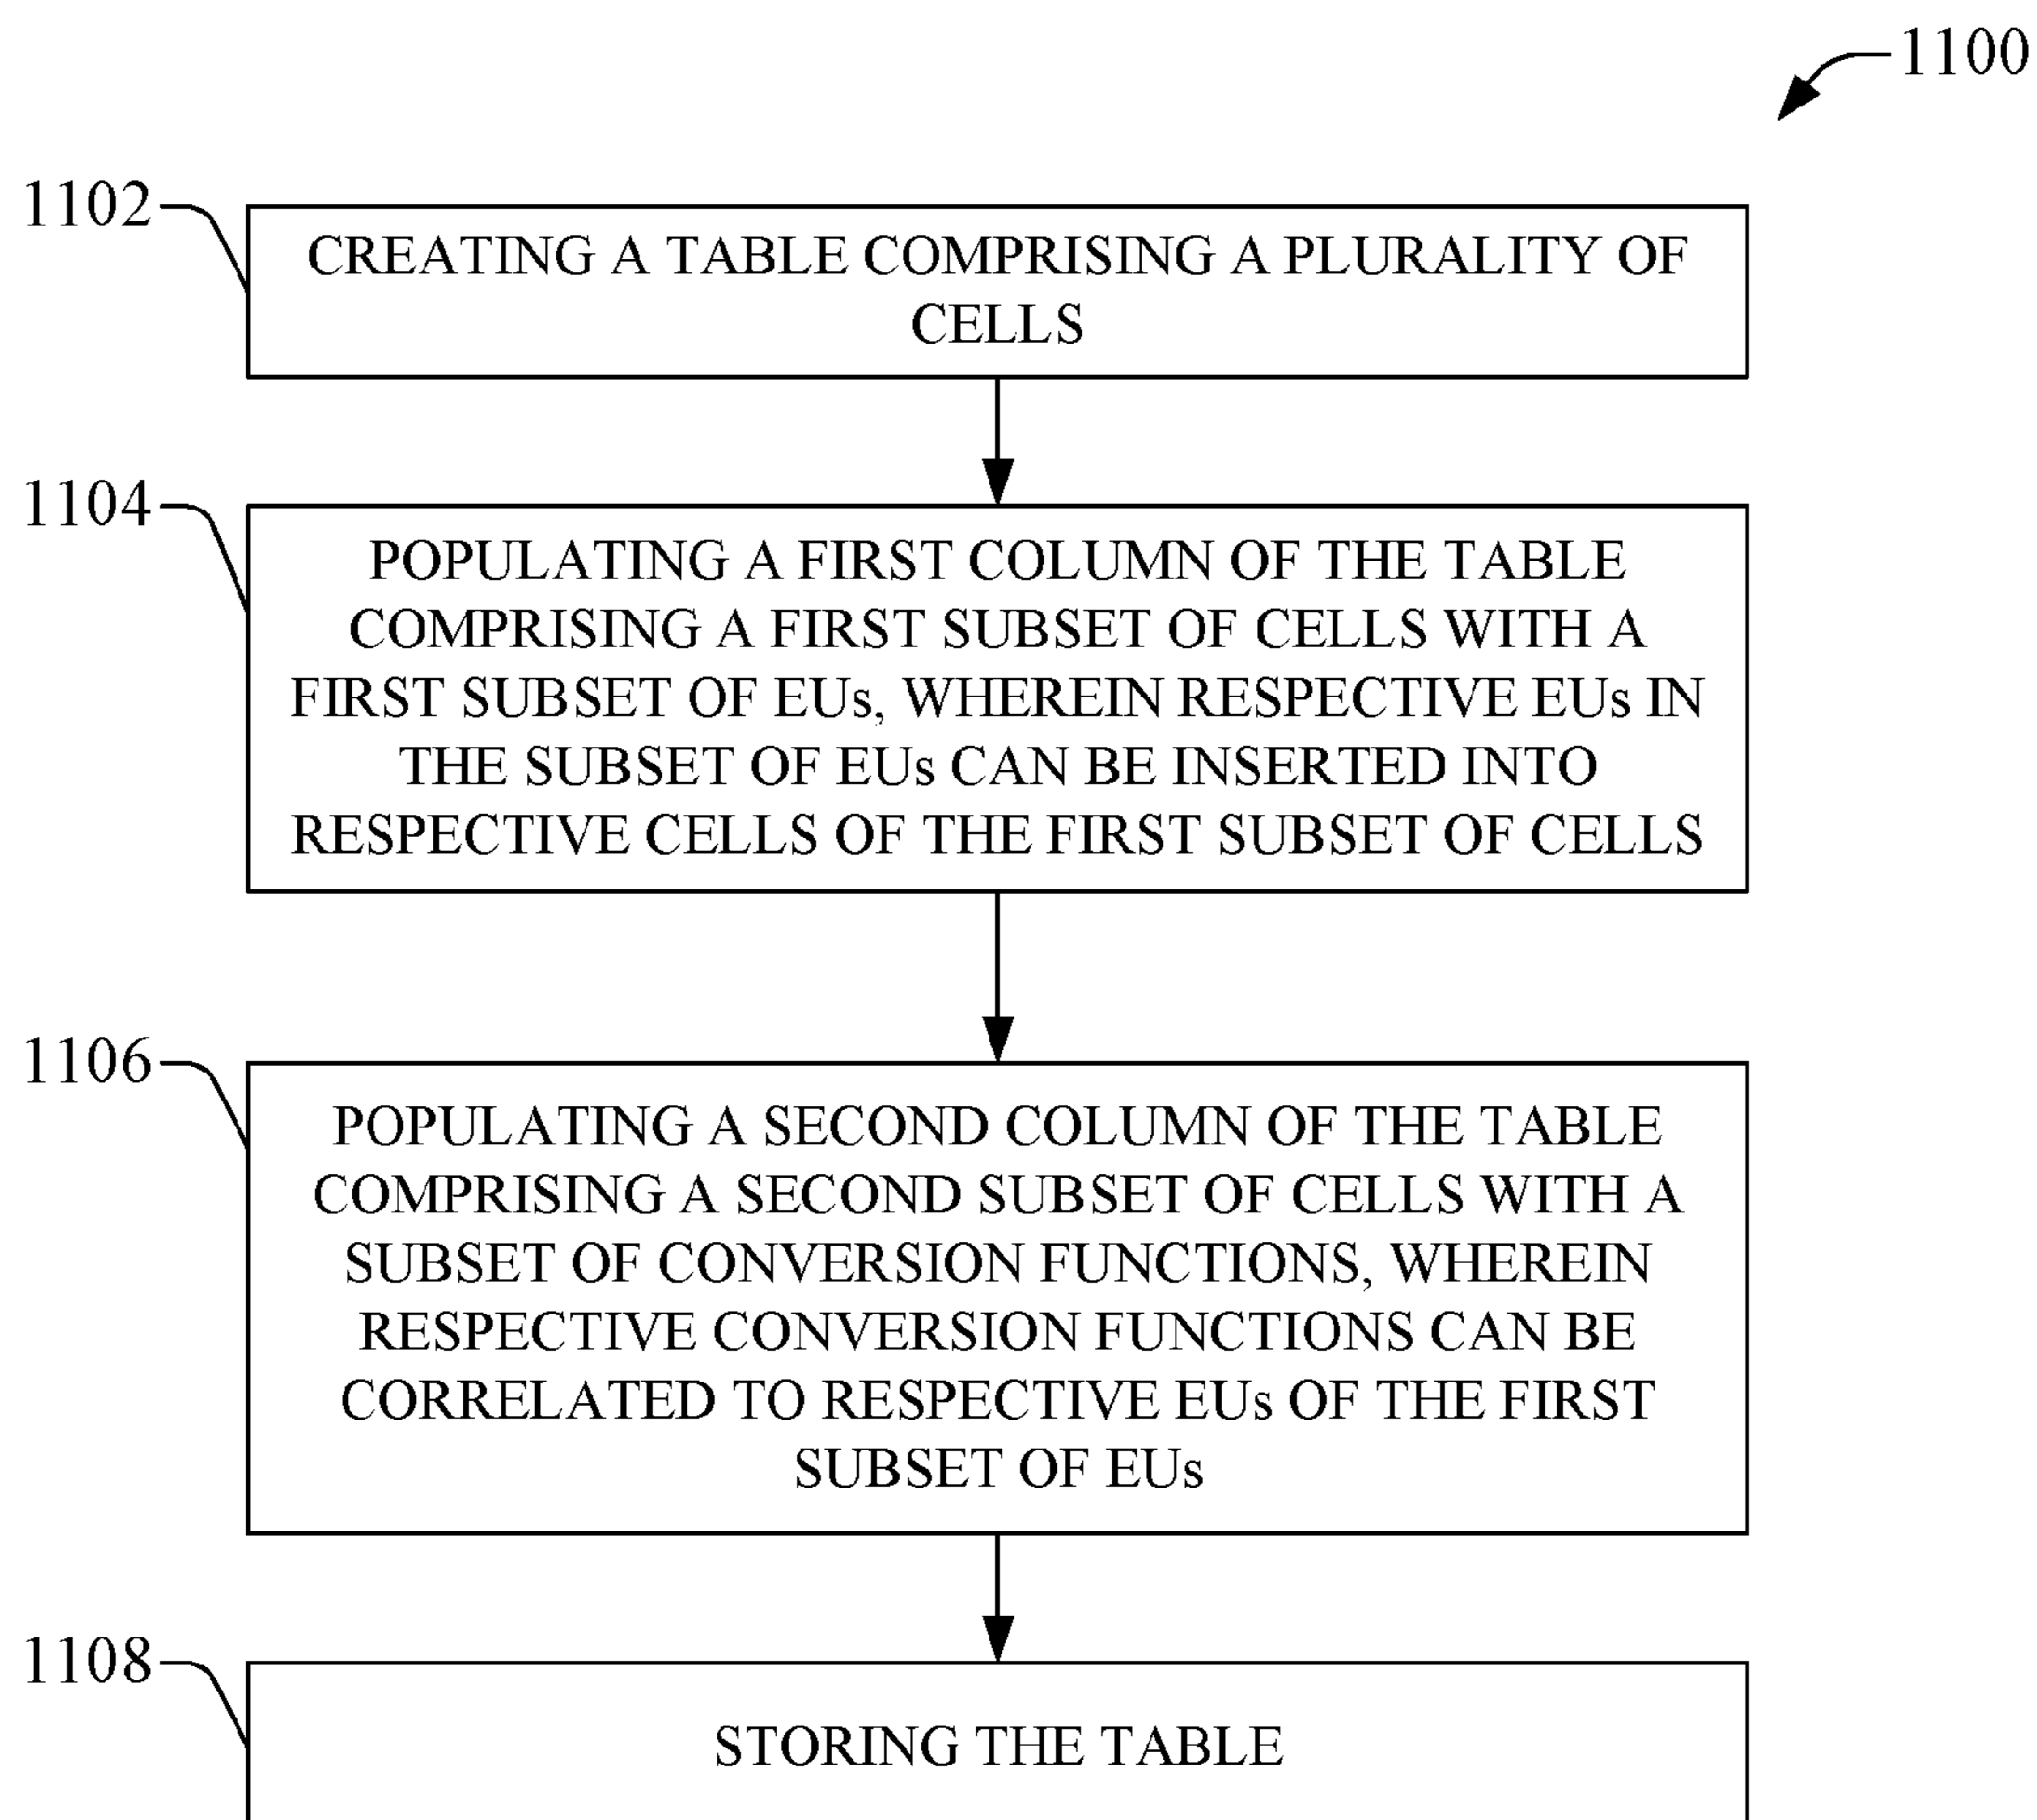 1100
1102
CREATING A TABLE COMPRISING A PLURALITY OF
CELLS
1104
POPULATING A FIRST COLUMN OF THE TABLE
COMPRISING A FIRST SUBSET OF CELLS WITH A
FIRST SUBSET OF EUs, WHEREIN RESPECTIVE EUs IN
THE SUBSET OF EUs CAN BE INSERTED INTO
RESPECTIVE CELLS OF THE FIRST SUBSET OF CELLS
1106
POPULATING A SECOND COLUMN OF THE TABLE
COMPRISING A SECOND SUBSET OF CELLS WITH A
SUBSET OF CONVERSION FUNCTIONS, WHEREIN
RESPECTIVE CONVERSION FUNCTIONS CAN BE
CORRELATED TO RESPECTIVE EUs OF THE FIRST
SUBSET OF EUs
1108
STORING THE TABLE